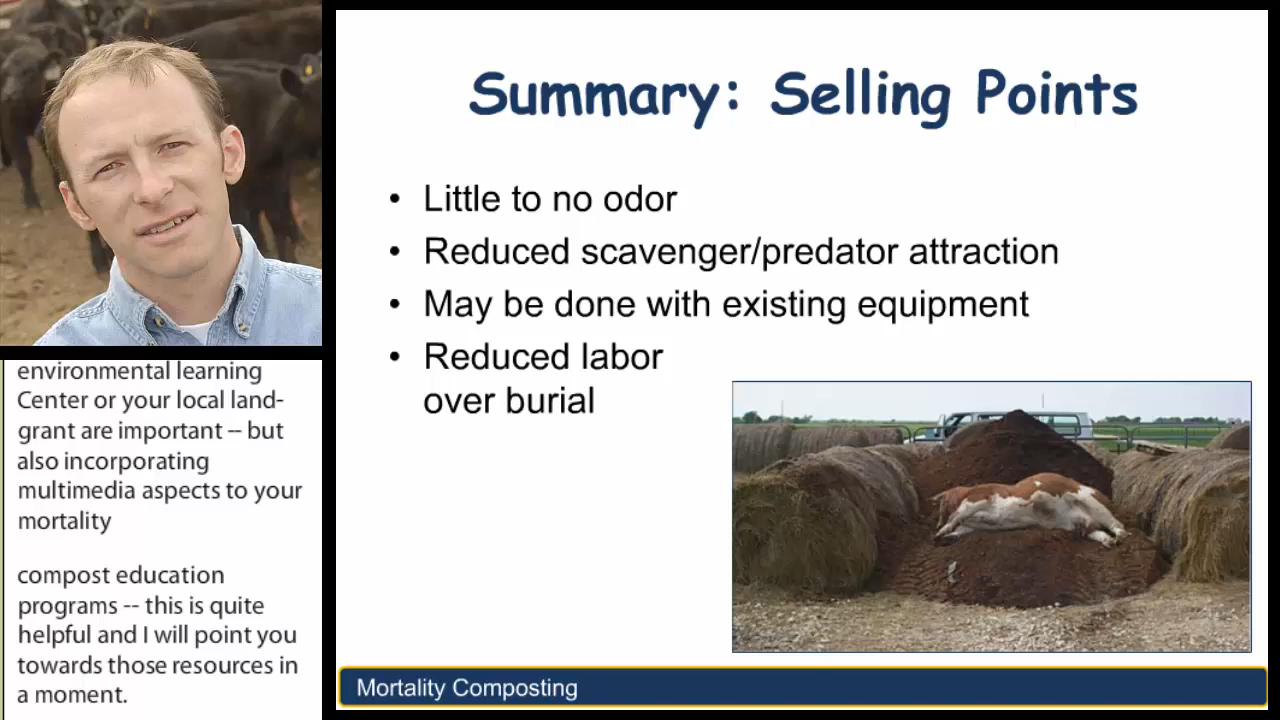 Summary: Selling Points
• Little to no odor
• Reduced scavenger/predator attraction
• May be done with existing equipment
• Reduced labor
over burial
Mortality Composting
environmental learning
Center or your local land-
grant are important -- but
also incorporating
multimedia aspects to your
mortality
compost education
programs -- this is quite
helpful and I will point you
towards those resources in
a moment.